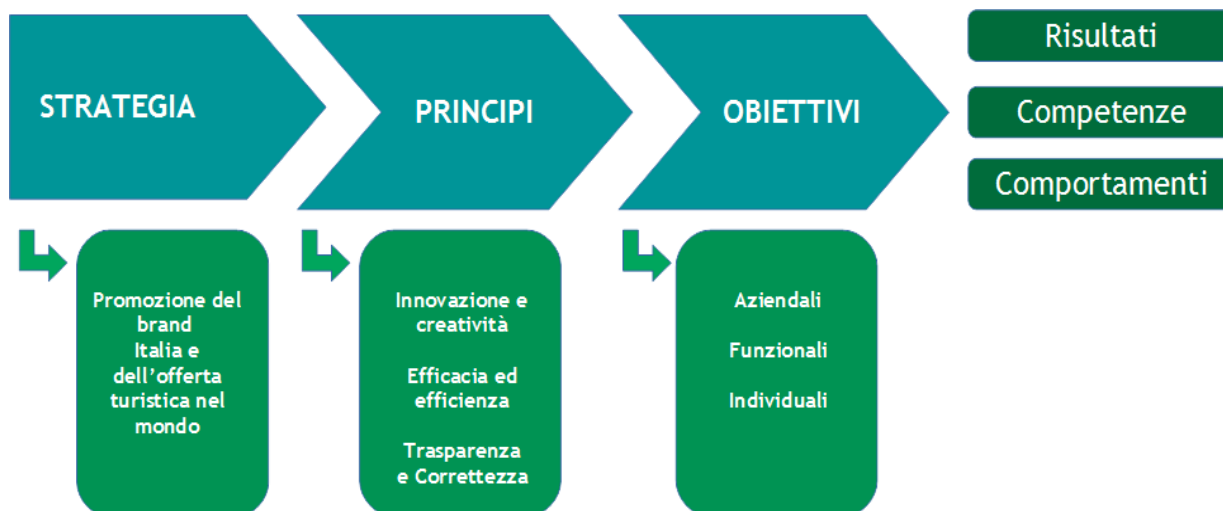 STRATEGIA
PRINCIPI
OBIETTIVI
Risultati
Competenze
Comportamenti
Promozione del
brand
Italia e
dell’offerta
turistica nel
mondo
Innovazione e
creatività
Efficacia ed
efficienza
Trasparenza
e Correttezza
Aziendali
Funzionali
Individuali